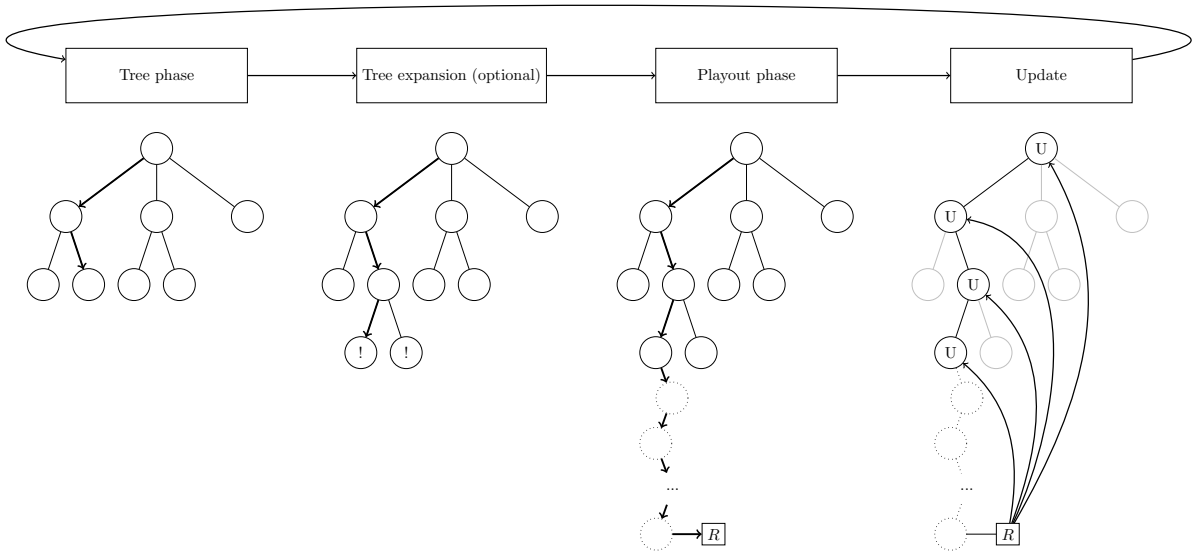 Tree phase
Tree expansion (optional)
Playout phase
Update
U
U
U
! !
U
...
...
R
R